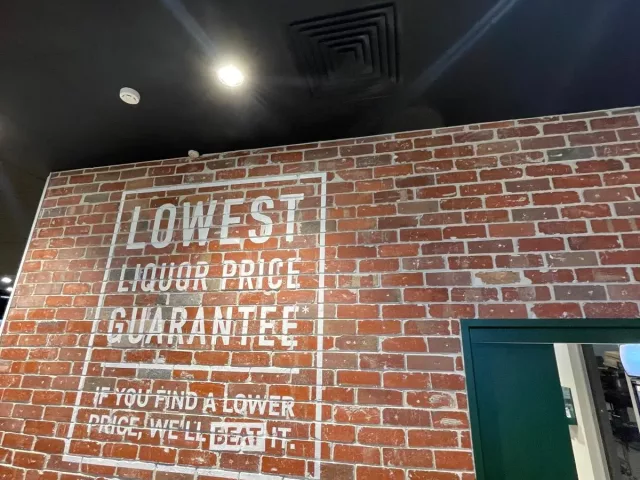 LOWEST
LIQUOR PRICE
GUARANTEE*
IF YOU FIND A LOWER
PRICE, WE'LL BEAT IT.